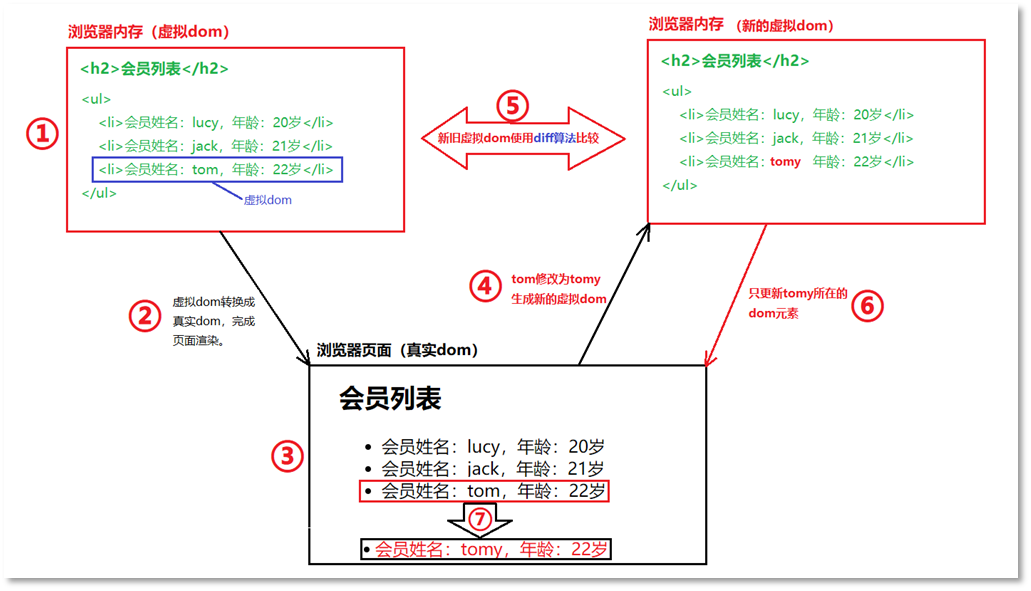 浏览器内存（虚拟dom）
<h2>会员列表</h2>
<ul>
<li>会员姓名：lucy，年龄：20岁</li>
<li>会员姓名：jack，年龄：21岁</li>
<li>会员姓名：tom，年龄：22岁</li>
</ul>
虚拟dom
①
⑤
新旧虚拟dom使用diff算法比较
浏览器内存 （新的虚拟dom）
<h2>会员列表</h2>
<ul>
<li>会员姓名：lucy，年龄：20岁</li>
<li>会员姓名：jack，年龄：21岁</li>
<li>会员姓名：tomy 年龄：22岁</li>
</ul>
②
虚拟dom转换成
真实dom，完成
页面渲染。
④
tom修改为tomy
生成新的虚拟dom
只更新tomy所在的
dom元素
⑥
浏览器页面（真实dom）
③
会员列表
• 会员姓名：lucy，年龄：20岁
• 会员姓名：jack，年龄：21岁
• 会员姓名：tom，年龄：22岁
⑦
• 会员姓名：tomy，年龄：22岁